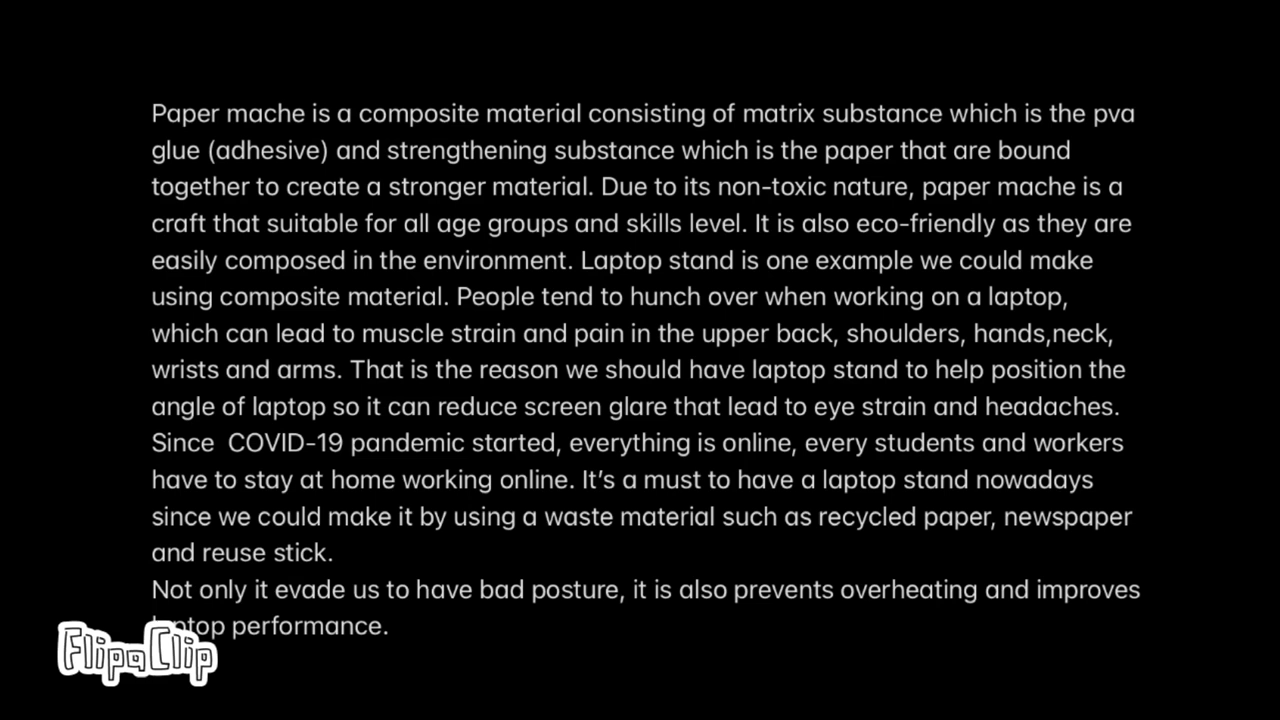 Paper mache is a composite material consisting of matrix substance which is the pva
glue (adhesive) and strengthening substance which is the paper that are bound
together to create a stronger material. Due to its non-toxic nature, paper mache is a
craft that suitable for all age groups and skills level. It is also eco-friendly as they are
easily composed in the environment. Laptop stand is one example we could make
using composite material. People tend to hunch over when working on a laptop,
which can lead to muscle strain and pain in the upper back, shoulders, hands,neck,
wrists and arms. That is the reason we should have laptop stand to help position the
angle of laptop so it can reduce screen glare that lead to eye strain and headaches.
Since  COVID-19 pandemic started, everything is online, every students and workers
have to stay at home working online. It’s a must to have a laptop stand nowadays
since we could make it by using a waste material such as recycled paper, newspaper
and reuse stick.
Not only it evade us to have bad posture, it is also prevents overheating and improves
laptop performance.
FlipaClip